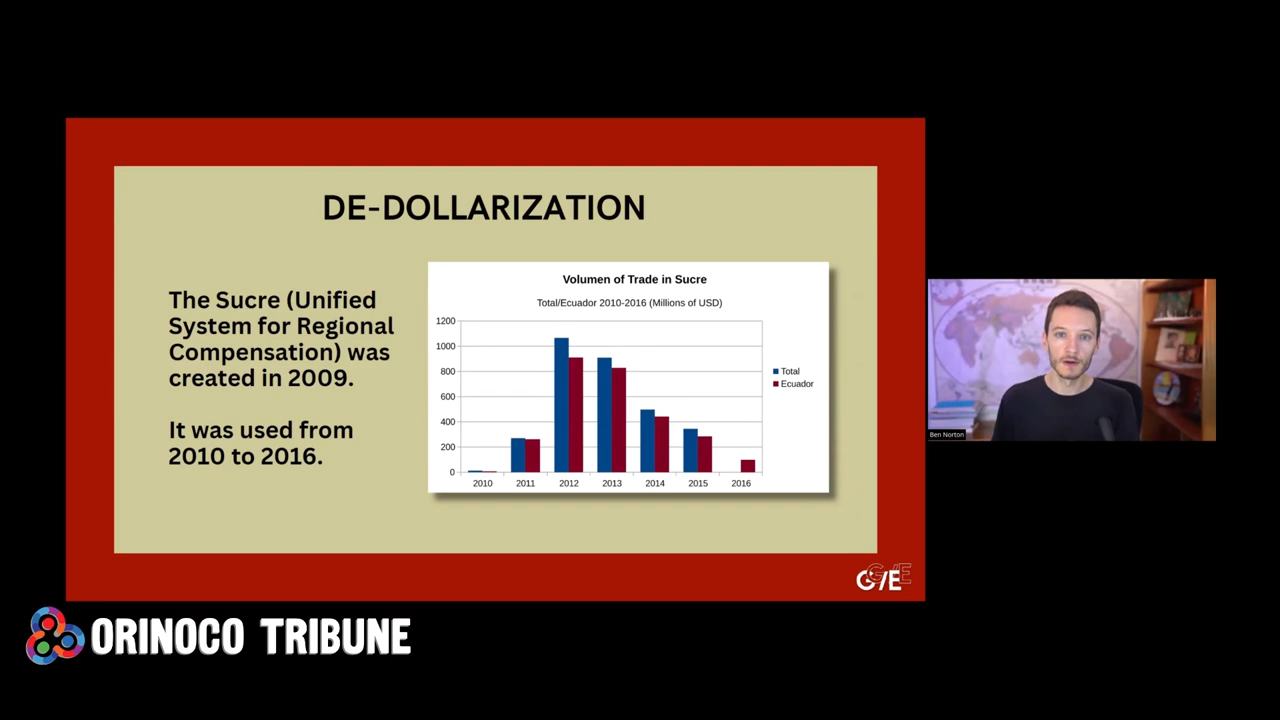 DE-DOLLARIZATION
The Sucre (Unified
System for Regional
Compensation) was
created in 2009.
It was used from
2010 to 2016.
Volumen of Trade in Sucre
Total/Ecuador 2010-2016 (Millions of USD)
1200
1000
800
600
400
200
0
2010 2011 2012 2013 2014 2015 2016
Total
Ecuador
Ben Norton
G/E
ORINOCO TRIBUNE